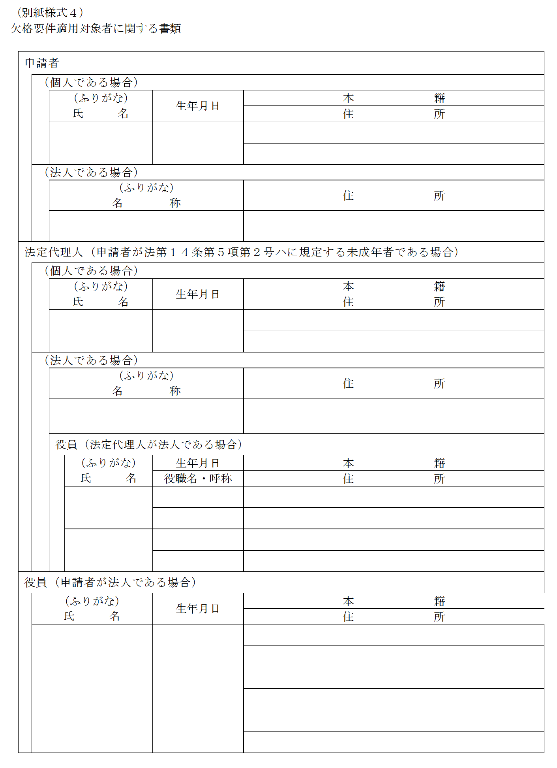 （別紙様式４）
欠格要件適用対象者に関する書類
申請者
（個人である場合）
（ふりがな） 生年月日 本　籍
氏　名 住　所
（法人である場合）
（ふりがな） 住　所
名　称
法定代理人（申請者が法第１４条第５項第２号ハに規定する未成年者である場合）
（個人である場合）
（ふりがな） 生年月日 本　籍
氏　名 住　所
（法人である場合）
（ふりがな） 住　所
名　称
役員（法定代理人が法人である場合）
（ふりがな） 生年月日 本　籍
氏　名 役職名・呼称 住　所
役員（申請者が法人である場合）
（ふりがな） 生年月日 本　籍
氏　名 住　所